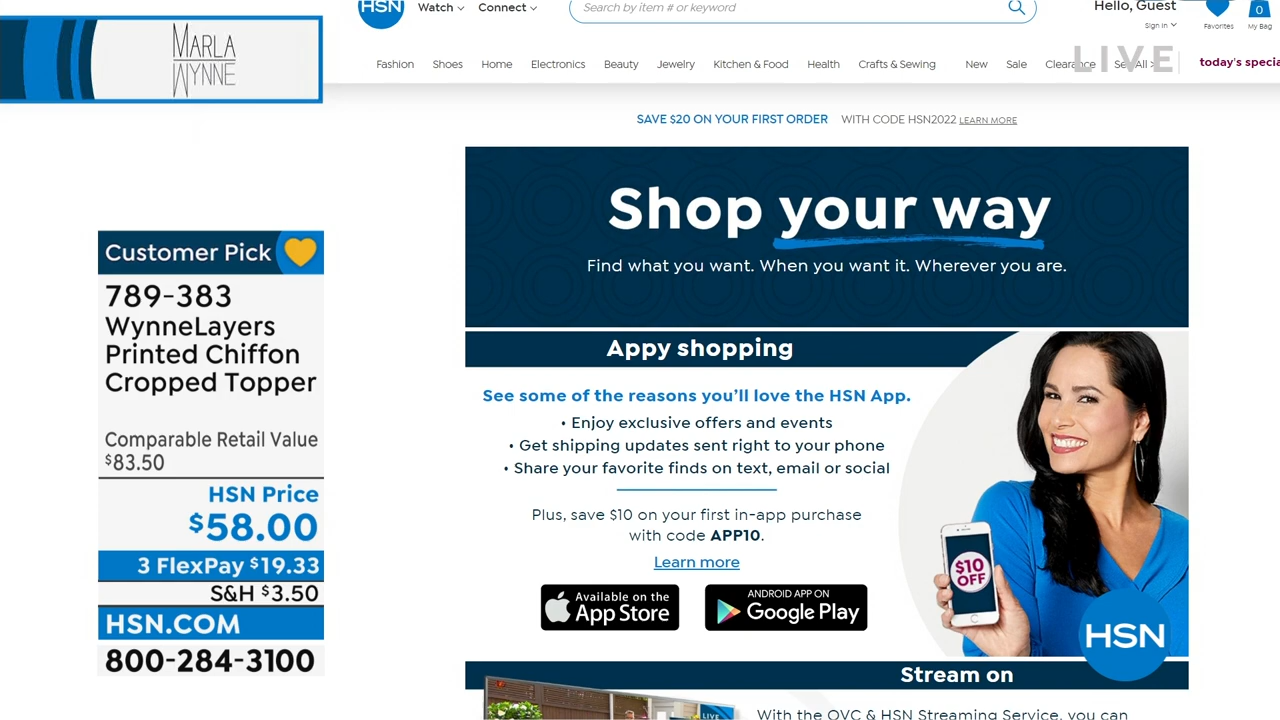 MARLA
WYNNE
HSN
Watch
Connect
Search by item # or keyword
Hello, Guest
Sign In
Favorites
0
My Bag
Fashion
Shoes
Home
Electronics
Beauty
Jewelry
Kitchen & Food
Health
Crafts & Sewing
New
Sale
Clearance
See All >
LIVE
today's specia
SAVE $20 ON YOUR FIRST ORDER WITH CODE HSN2022 LEARN MORE
Shop your way
Find what you want. When you want it. Wherever you are.
Customer Pick
789-383
WynneLayers
Printed Chiffon
Cropped Topper
Comparable Retail Value
$83.50
HSN Price
$58.00
3 FlexPay $19.33
S&H $3.50
HSN.COM
800-284-3100
Appy shopping
See some of the reasons you'll love the HSN App.
• Enjoy exclusive offers and events
• Get shipping updates sent right to your phone
• Share your favorite finds on text, email or social
Plus, save $10 on your first in-app purchase
with code APP10.
Learn more
Available on the
App Store
ANDROID APP ON
Google Play
$10
OFF
HSN
Stream on
LIVE
With the QVC & HSN Streaming Service, you can